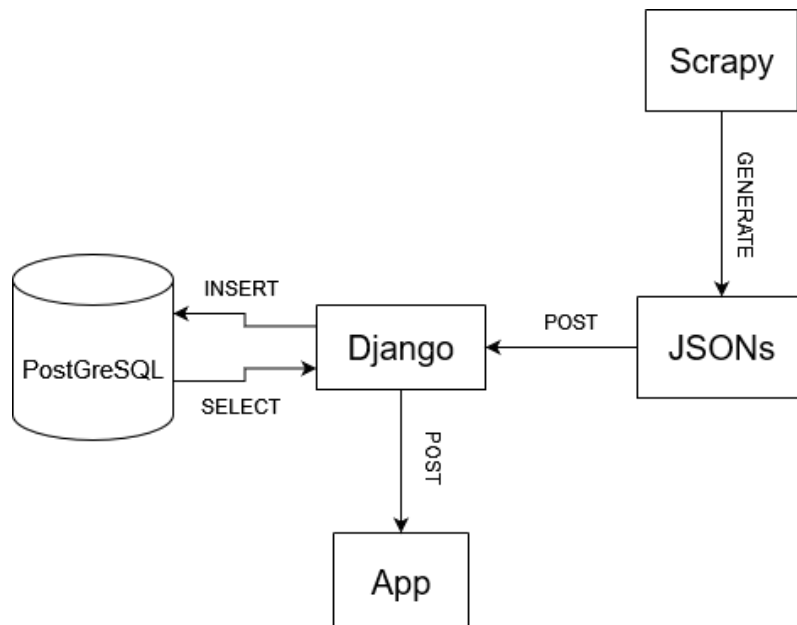 Scrapy
GENERATE
INSERT
PostGreSQL
SELECT
Django
POST
JSONs
POST
App